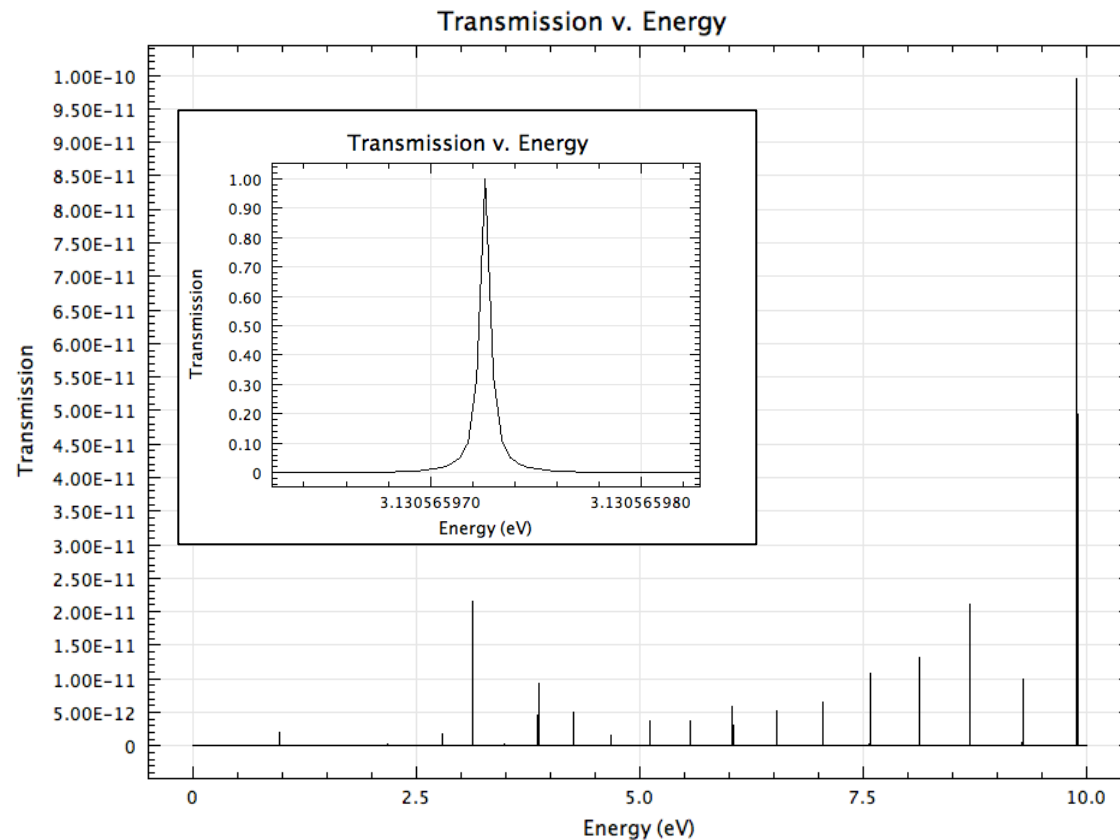 Transmission v. Energy
Transmission
1.00E-10
9.50E-11
9.00E-11
8.50E-11
8.00E-11
7.50E-11
7.00E-11
6.50E-11
6.00E-11
5.50E-11
5.00E-11
4.50E-11
4.00E-11
3.50E-11
3.00E-11
2.50E-11
2.00E-11
1.50E-11
1.00E-11
5.00E-12
0
0 2.5 5.0 7.5 10.0
Energy (eV)
Transmission v. Energy
Transmission
1.00
0.90
0.80
0.70
0.60
0.50
0.40
0.30
0.20
0.10
0
3.130565970 3.130565980
Energy (eV)